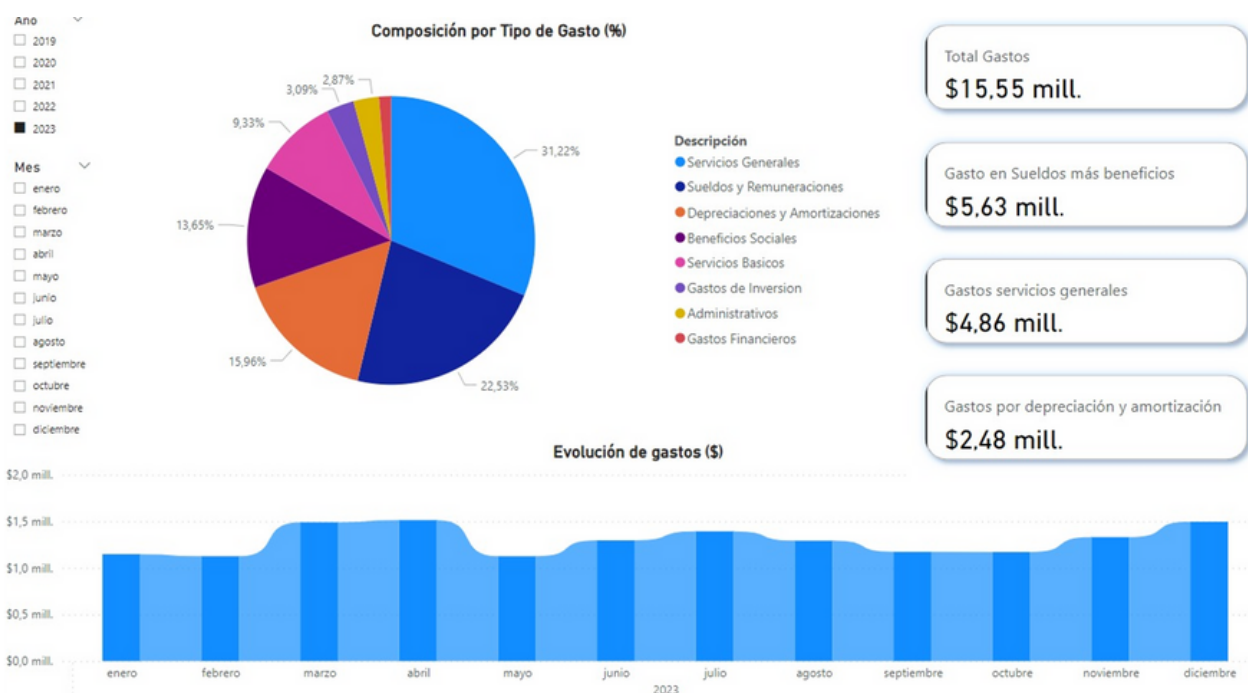 Año
2019
2020
2021
2022
2023
Mes
enero
febrero
marzo
abril
mayo
junio
julio
agosto
septiembre
octubre
noviembre
diciembre
Composición por Tipo de Gasto (%)
2,87%
3,09%
9,33%
13,65%
15,96%
22,53%
31,22%
Descripción
Servicios Generales
Sueldos y Remuneraciones
Depreciaciones y Amortizaciones
Beneficios Sociales
Servicios Basicos
Gastos de Inversion
Administrativos
Gastos Financieros
Total Gastos
$15,55 mill.
Gasto en Sueldos más beneficios
$5,63 mill.
Gastos servicios generales
$4,86 mill.
Gastos por depreciación y amortización
$2,48 mill.
Evolución de gastos ($)
$2,0 mill.
$1,5 mill.
$1,0 mill.
$0,5 mill.
$0,0 mill.
enero febrero marzo abril mayo junio julio agosto septiembre octubre noviembre diciembre
2023